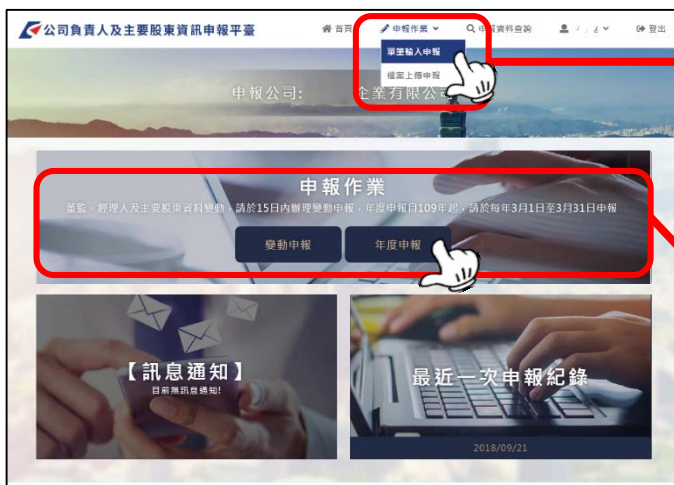 公司負責人及主要股東資訊申報平臺
首頁
申報作業
申報資料查詢
登出
單筆輸入申報
檔案上傳申報
申報公司:
企業有限公司
申報作業
董監、經理人及主要股東資料變動，請於15日內辦理變動申報，年度申報自109年起，請於每年3月1日至3月31日申報
變動申報
年度申報
【訊息通知】
目前無訊息通知!
最近一次申報紀錄
2018/09/21